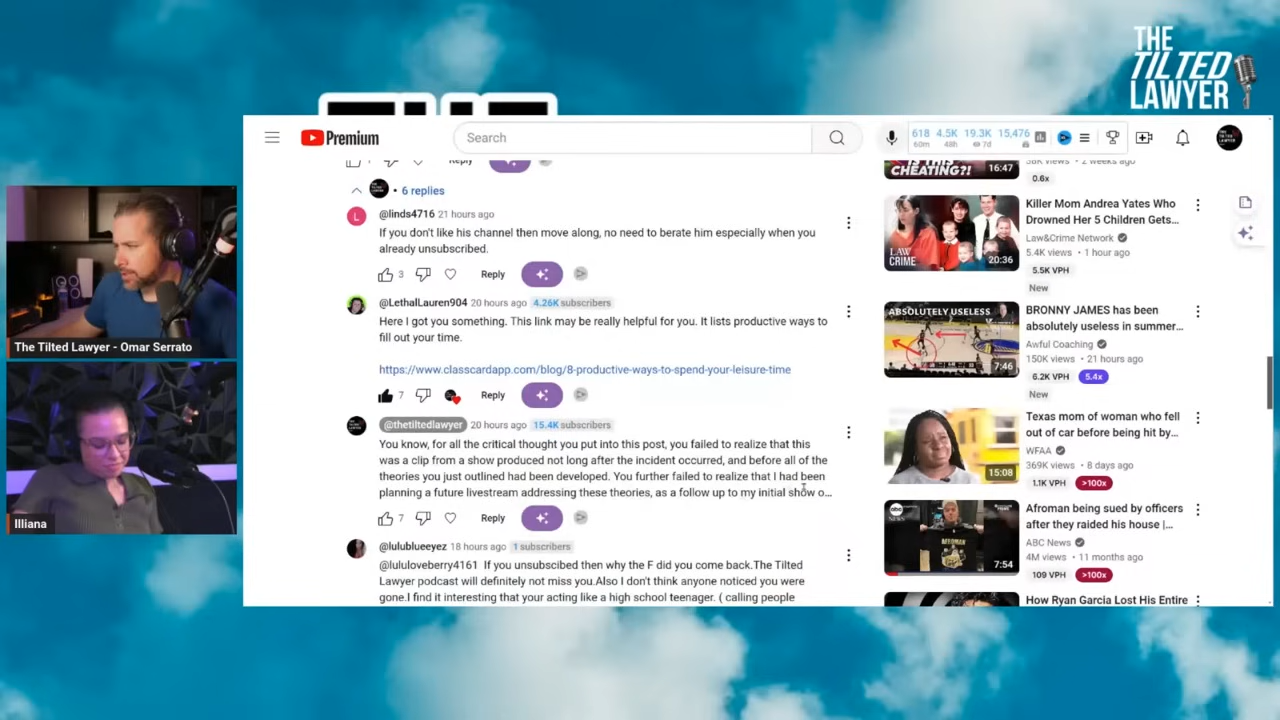 THE
TILTED
LAWYER
Premium
Search
618 4.5K 19.3K 15,476
60m 48h 7d
Reply
• 6 replies
@linds4716 21 hours ago
If you don't like his channel then move along, no need to berate him especially when you
already unsubscribed.
3 Reply
@LethalLauren904 20 hours ago 4.26K subscribers
Here I got you something. This link may be really helpful for you. It lists productive ways to
fill out your time.
https://www.classcardapp.com/blog/8-productive-ways-to-spend-your-leisure-time
7 Reply
@thetiltedlawyer 20 hours ago 15.4K subscribers
You know, for all the critical thought you put into this post, you failed to realize that this
was a clip from a show produced not long after the incident occurred, and before all of the
theories you just outlined had been developed. You further failed to realize that I had been
planning a future livestream addressing these theories, as a follow up to my initial show o...
7 Reply
@lulublueeyez 18 hours ago 1 subscribers
@lululoveberry4161 If you unsubscibed then why the F did you come back.The Tilted
Lawyer podcast will definitely not miss you.Also I don't think anyone noticed you were
gone.I find it interesting that your acting like a high school teenager. ( calling people
IS THIS
CHEATING?!
16:47
58K views • 2 weeks ago
0.6x
LAW&
CRIME
20:36
Killer Mom Andrea Yates Who
Drowned Her 5 Children Gets...
Law&Crime Network
5.4K views • 1 hour ago
5.5K VPH
New
ABSOLUTELY USELESS
7:46
BRONNY JAMES has been
absolutely useless in summer...
Awful Coaching
150K views • 21 hours ago
6.2K VPH 5.4x
New
15:08
Texas mom of woman who fell
out of car before being hit by...
WFAA
369K views • 8 days ago
1.1K VPH >100x
abc
NEWS
AFROMAN
7:54
Afroman being sued by officers
after they raided his house |...
ABC News
4M views • 11 months ago
109 VPH >100x
How Ryan Garcia Lost His Entire
The Tilted Lawyer - Omar Serrato
Illiana